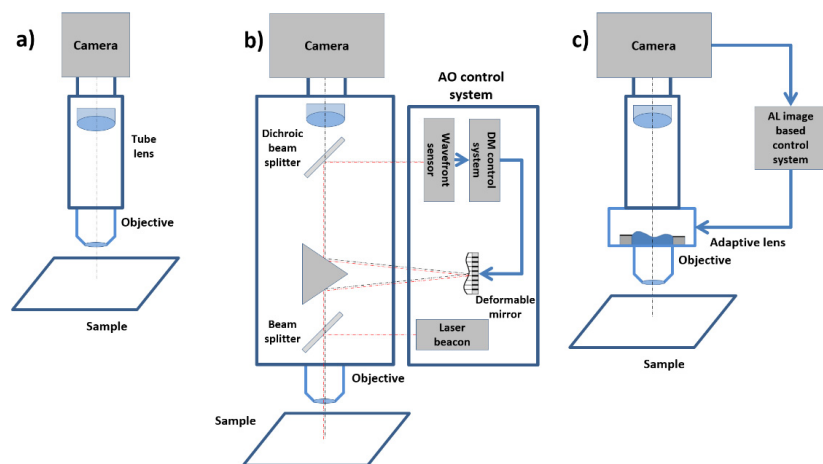 a)
Camera
Tube
lens
Objective
Sample
b)
Camera
AO control
system
Dichroic
beam
splitter
Wavefront
sensor
DM control
system
Deformable
mirror
Beam
splitter
Laser
beacon
Objective
Sample
c)
Camera
AL image
based
control
system
Adaptive lens
Objective
Sample